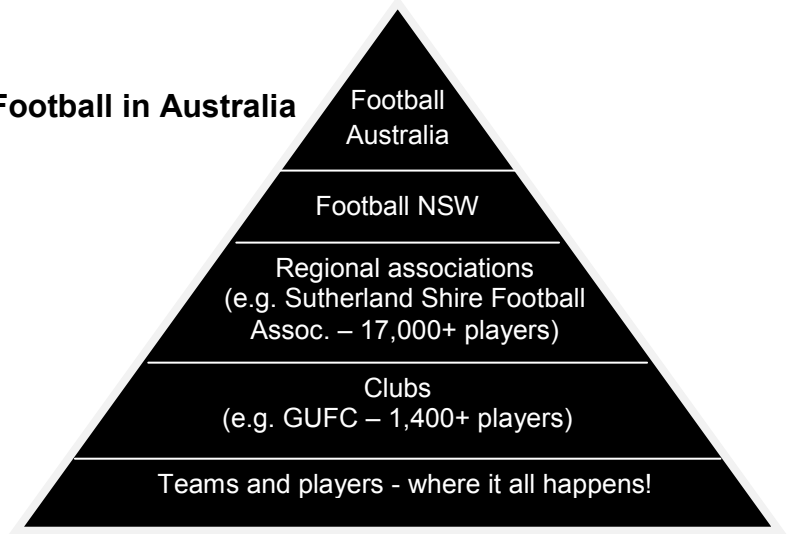 Football in Australia
Football
Australia
Football NSW
Regional associations
(e.g. Sutherland Shire Football
Assoc. – 17,000+ players)
Clubs
(e.g. GUFC – 1,400+ players)
Teams and players - where it all happens!